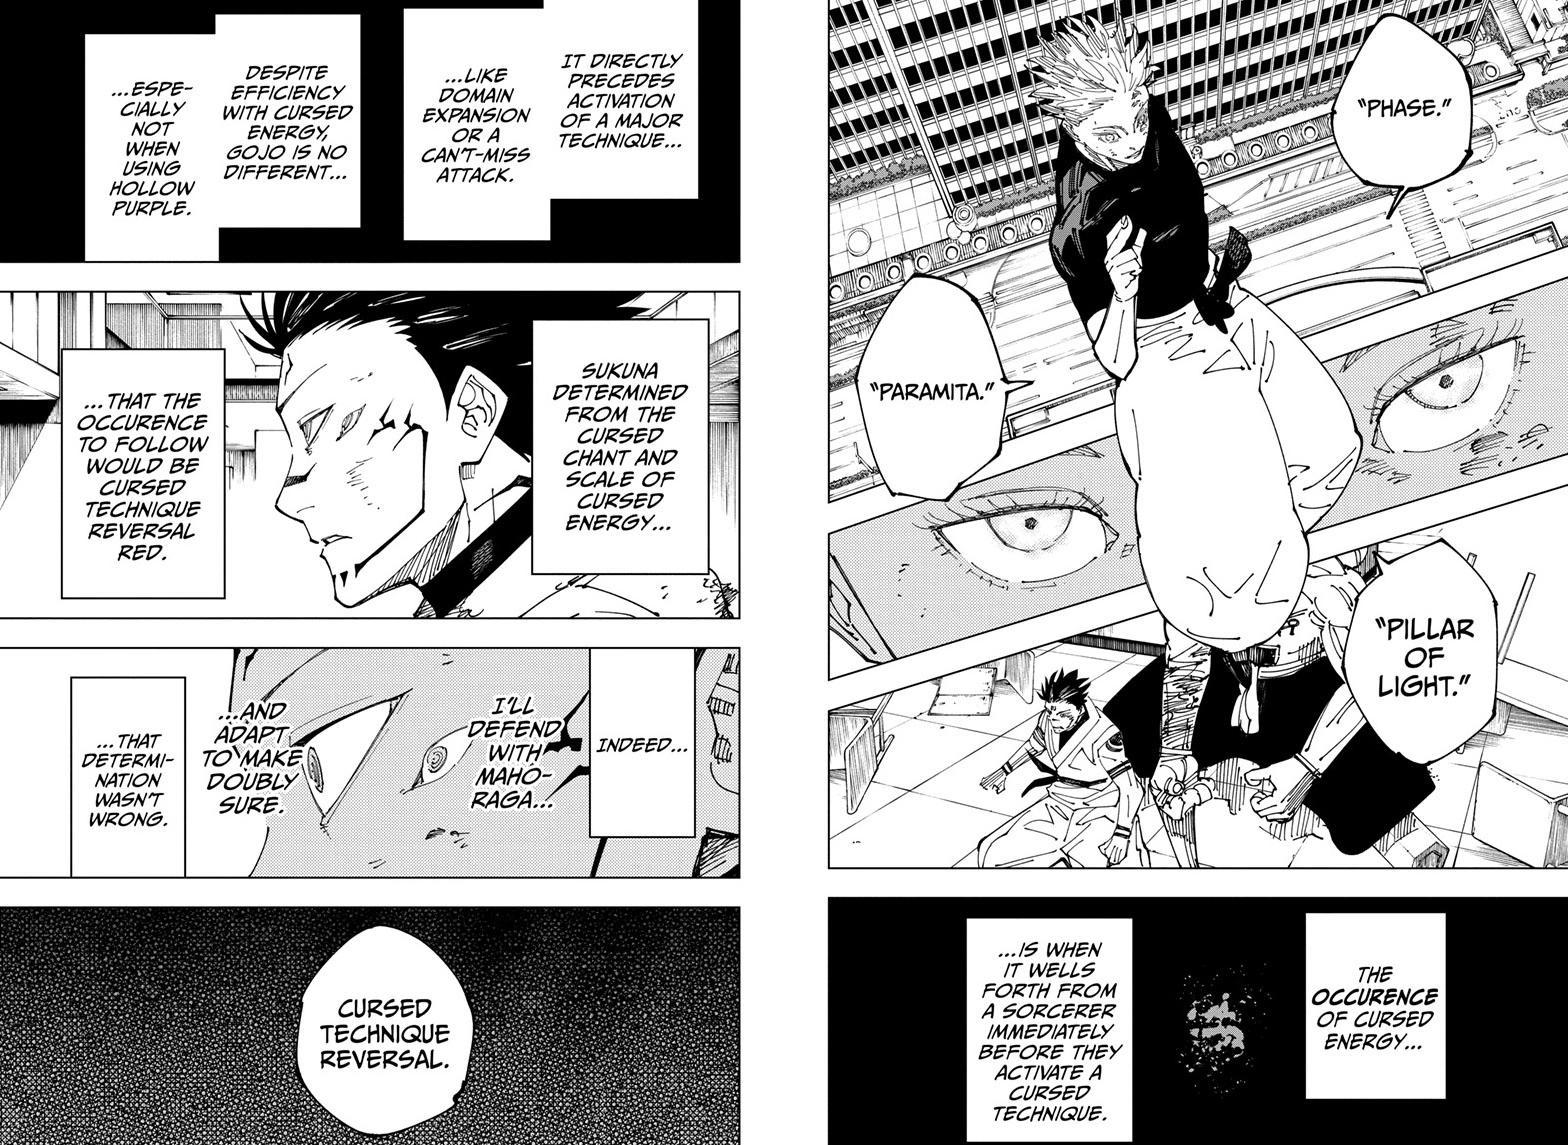 "PHASE."
"PARAMITA."
"PILLAR
OF
LIGHT."
THE
OCCURENCE
OF CURSED
ENERGY...
...IS WHEN
IT WELLS
FORTH FROM
A SORCERER
IMMEDIATELY
BEFORE THEY
ACTIVATE A
CURSED
TECHNIQUE.
IT DIRECTLY
PRECEDES
ACTIVATION
OF A MAJOR
TECHNIQUE...
...LIKE
DOMAIN
EXPANSION
OR A
CAN'T-MISS
ATTACK.
DESPITE
EFFICIENCY
WITH CURSED
ENERGY,
GOJO IS NO
DIFFERENT...
...ESPE-
CIALLY
NOT
WHEN
USING
HOLLOW
PURPLE.
SUKUNA
DETERMINED
FROM THE
CURSED
CHANT AND
SCALE OF
CURSED
ENERGY...
...THAT THE
OCCURENCE
TO FOLLOW
WOULD BE
CURSED
TECHNIQUE
REVERSAL
RED.
INDEED...
I'LL
DEFEND
WITH
MAHO-
RAGA...
...AND
ADAPT
TO MAKE
DOUBLY
SURE.
...THAT
DETERMI-
NATION
WASN'T
WRONG.
CURSED
TECHNIQUE
REVERSAL.